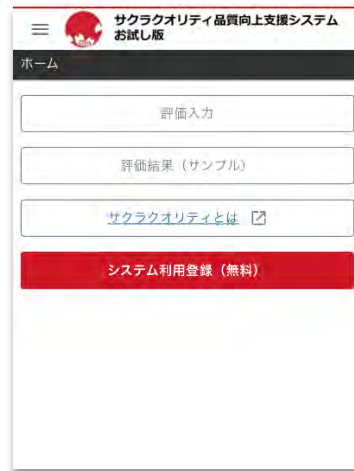 サクラクオリティ品質向上支援システム
お試し版
ホーム
評価入力
評価結果（サンプル）
サクラクオリティとは
システム利用登録（無料）